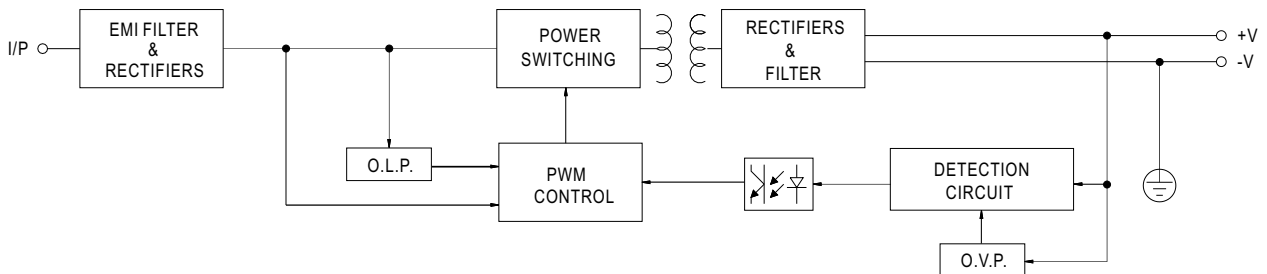 I/P
EMI FILTER
&
RECTIFIERS
POWER
SWITCHING
RECTIFIERS
&
FILTER
+V
-V
O.L.P.
PWM
CONTROL
DETECTION
CIRCUIT
O.V.P.